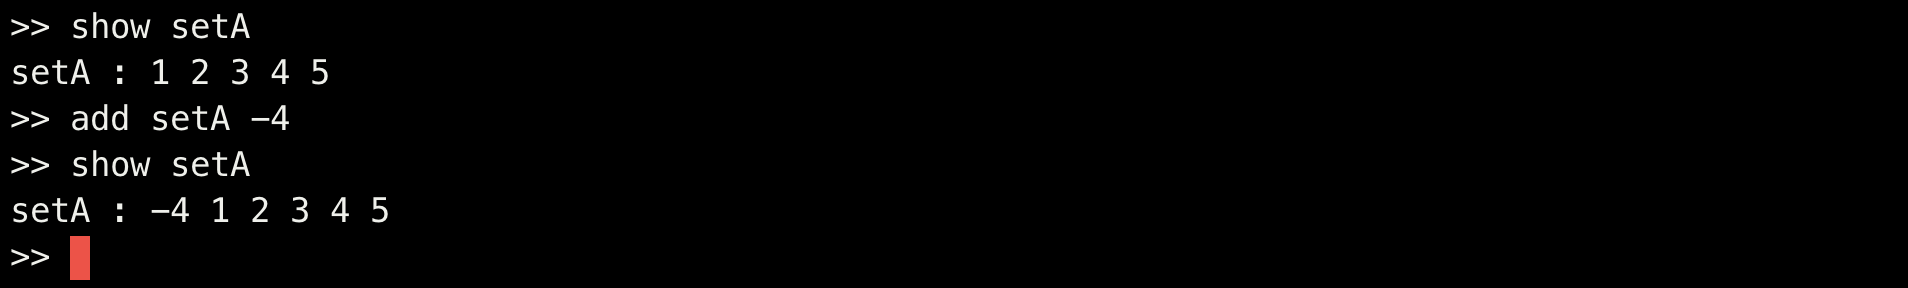 >> show setA
setA : 1 2 3 4 5
>> add setA -4
>> show setA
setA : -4 1 2 3 4 5
>>